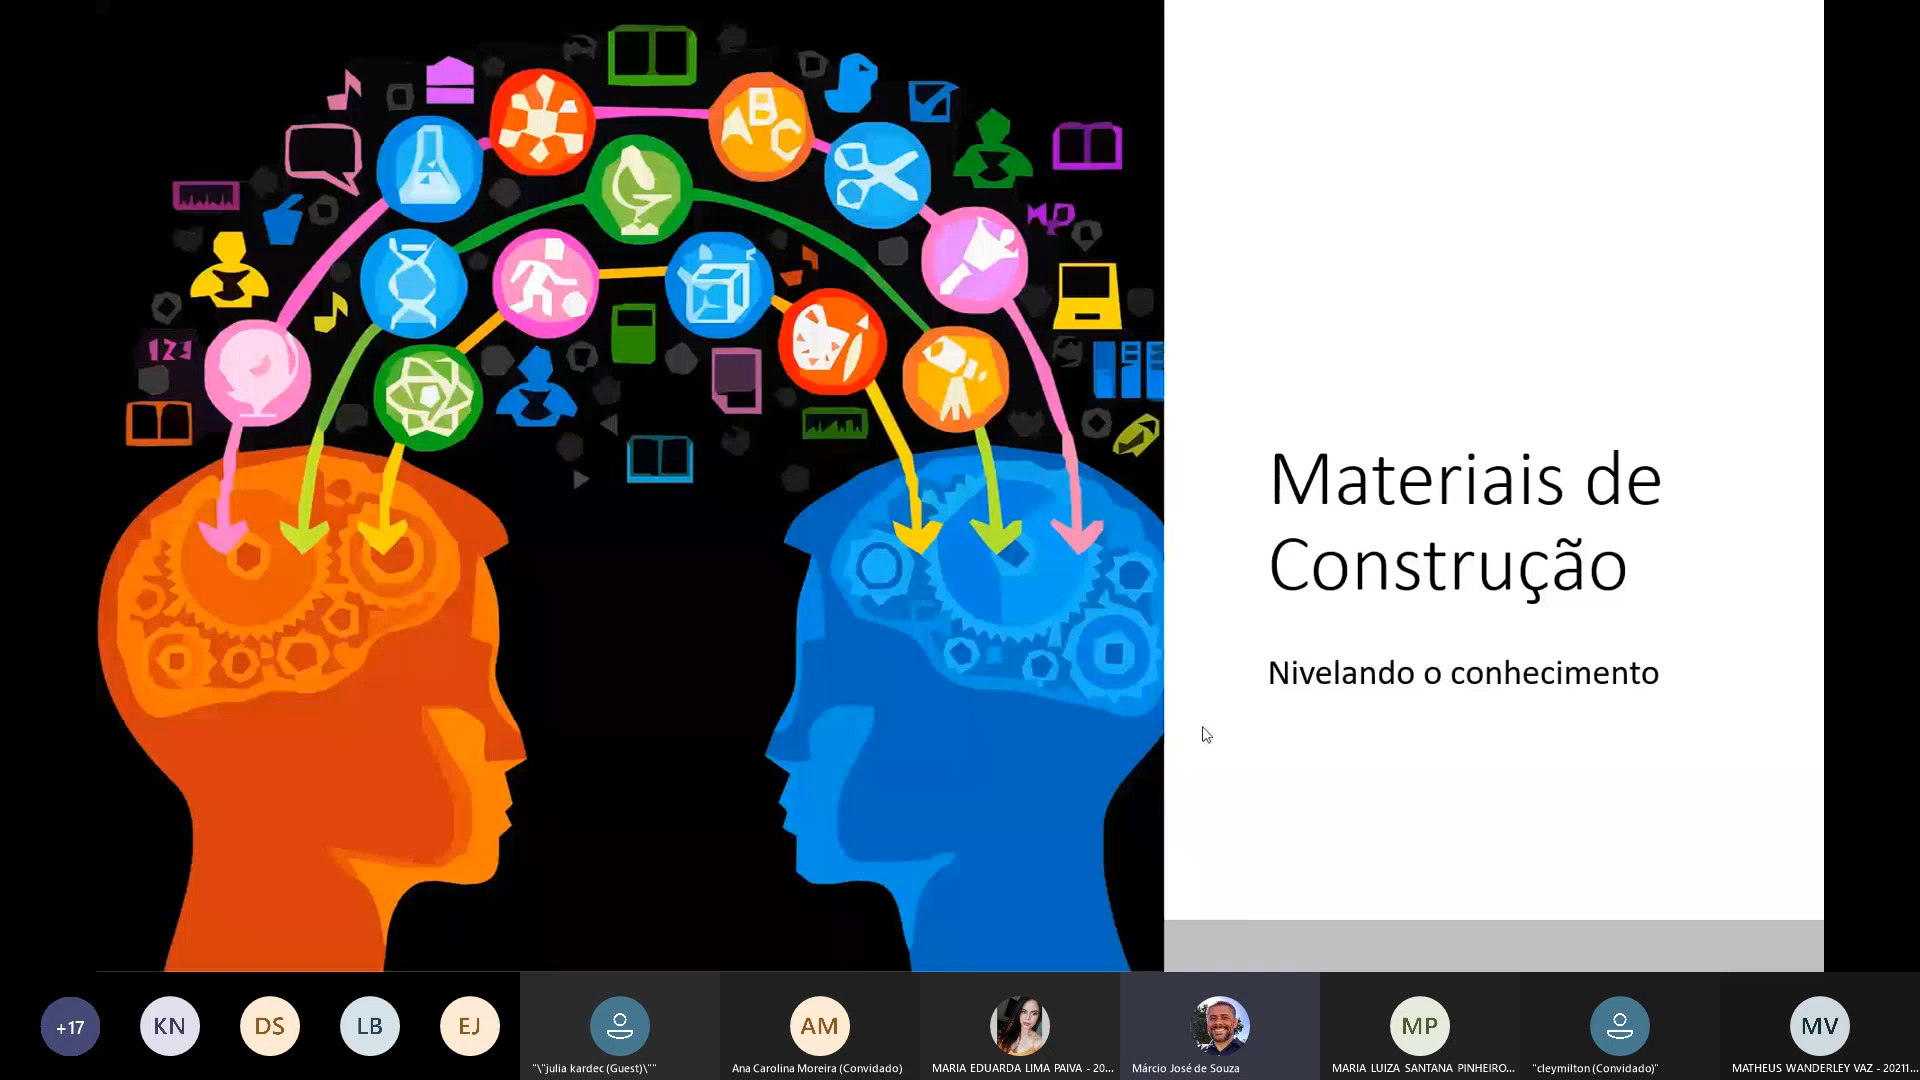 ABC
123
Materiais de
Construção
Nivelando o conhecimento
+17
KN
DS
LB
EJ
AM
MP
MV
"\"julia kardec (Guest)\""
Ana Carolina Moreira (Convidado)
MARIA EDUARDA LIMA PAIVA - 20...
Márcio José de Souza
MARIA LUIZA SANTANA PINHEIRO...
"cleymilton (Convidado)"
MATHEUS WANDERLEY VAZ - 20211...